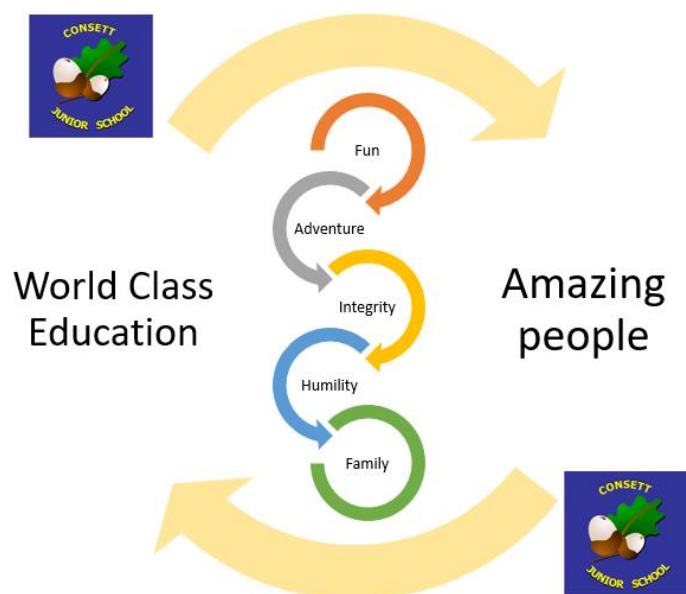 CONSETT
JUNIOR SCHOOL
Fun
Adventure
World Class
Education
Integrity
Amazing
people
Humility
Family
CONSETT
JUNIOR SCHOOL